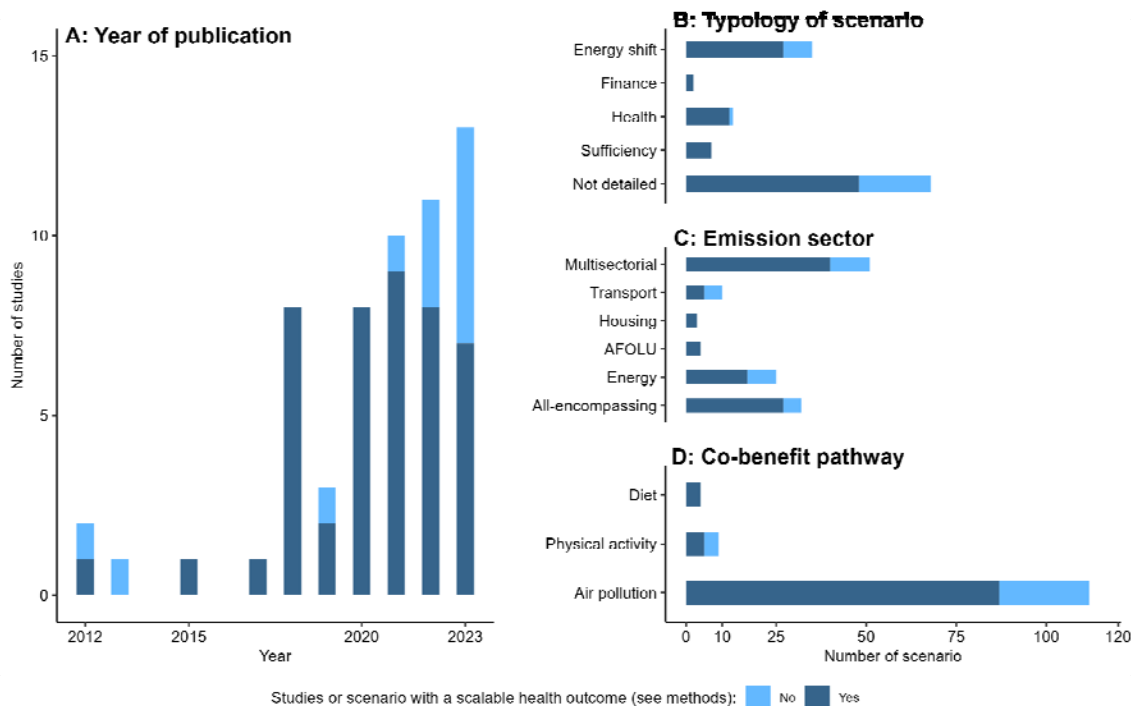 A: Year of publication
15
10
5
0
Number of studies
2012
2015
2020
2023
Year
B: Typology of scenario
Energy shift
Finance
Health
Sufficiency
Not detailed
C: Emission sector
Multisectorial
Transport
Housing
AFOLU
Energy
All-encompassing
D: Co-benefit pathway
Diet
Physical activity
Air pollution
0
10
25
50
75
100
120
Number of scenario
Studies or scenario with a scalable health outcome (see methods):
No
Yes